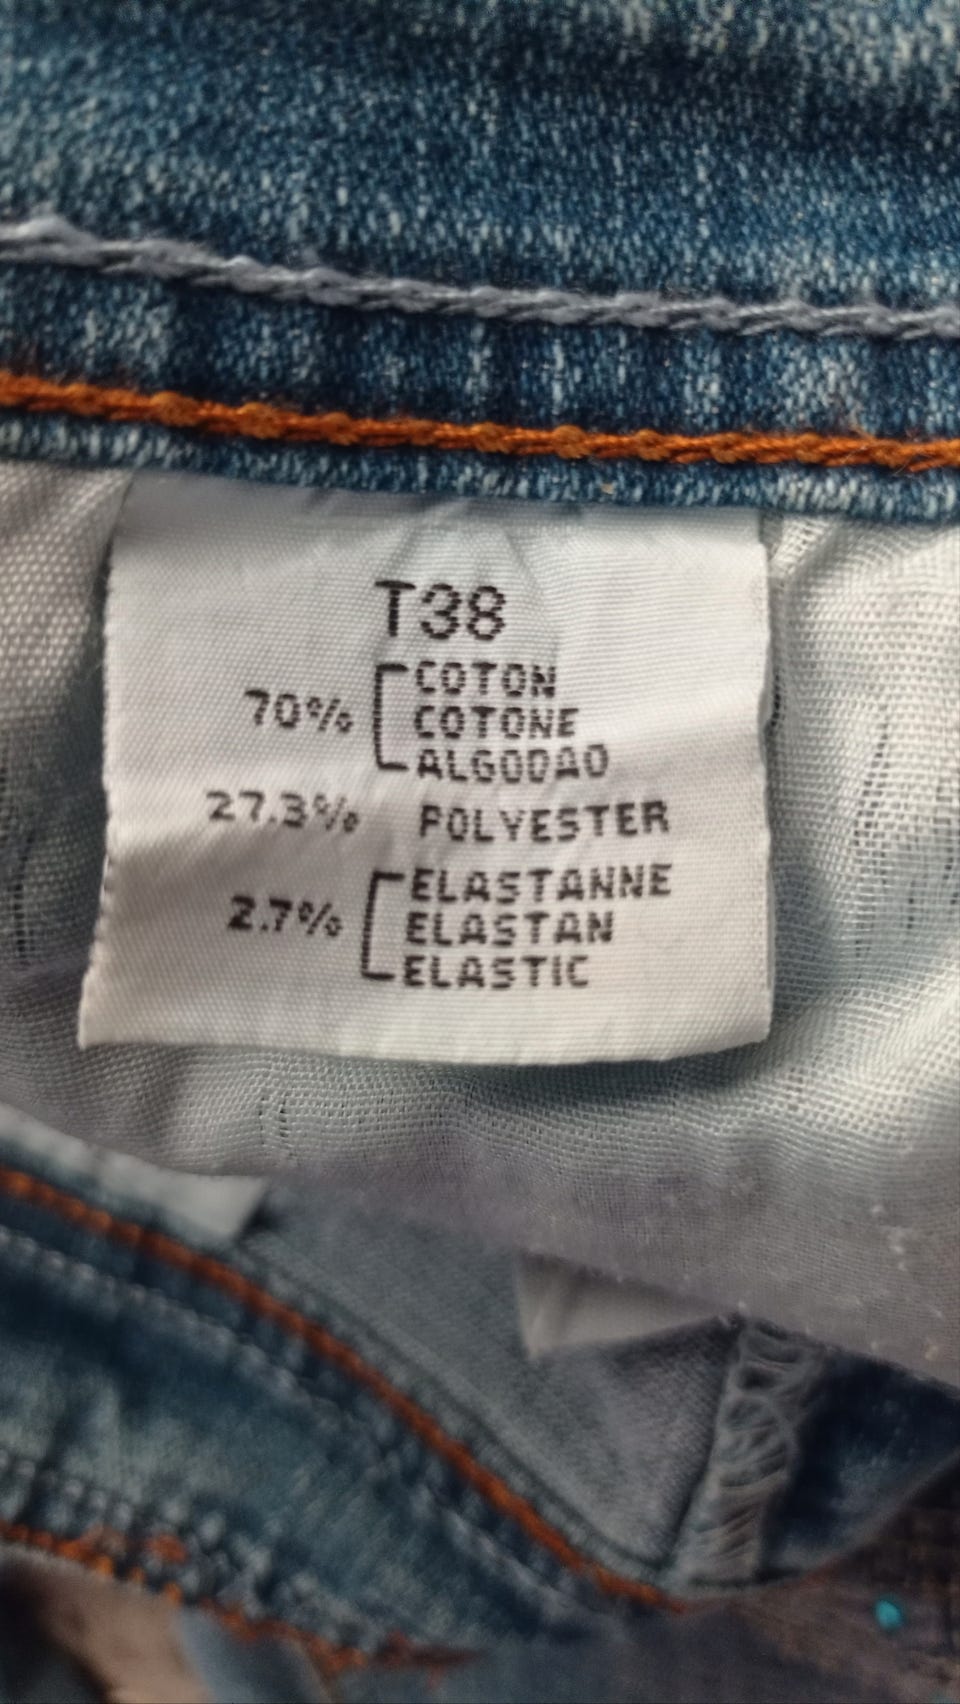 T38
COTON
70% COTONE
ALGODAO
27.3% POLYESTER
ELASTANNE
2.7% ELASTAN
ELASTIC